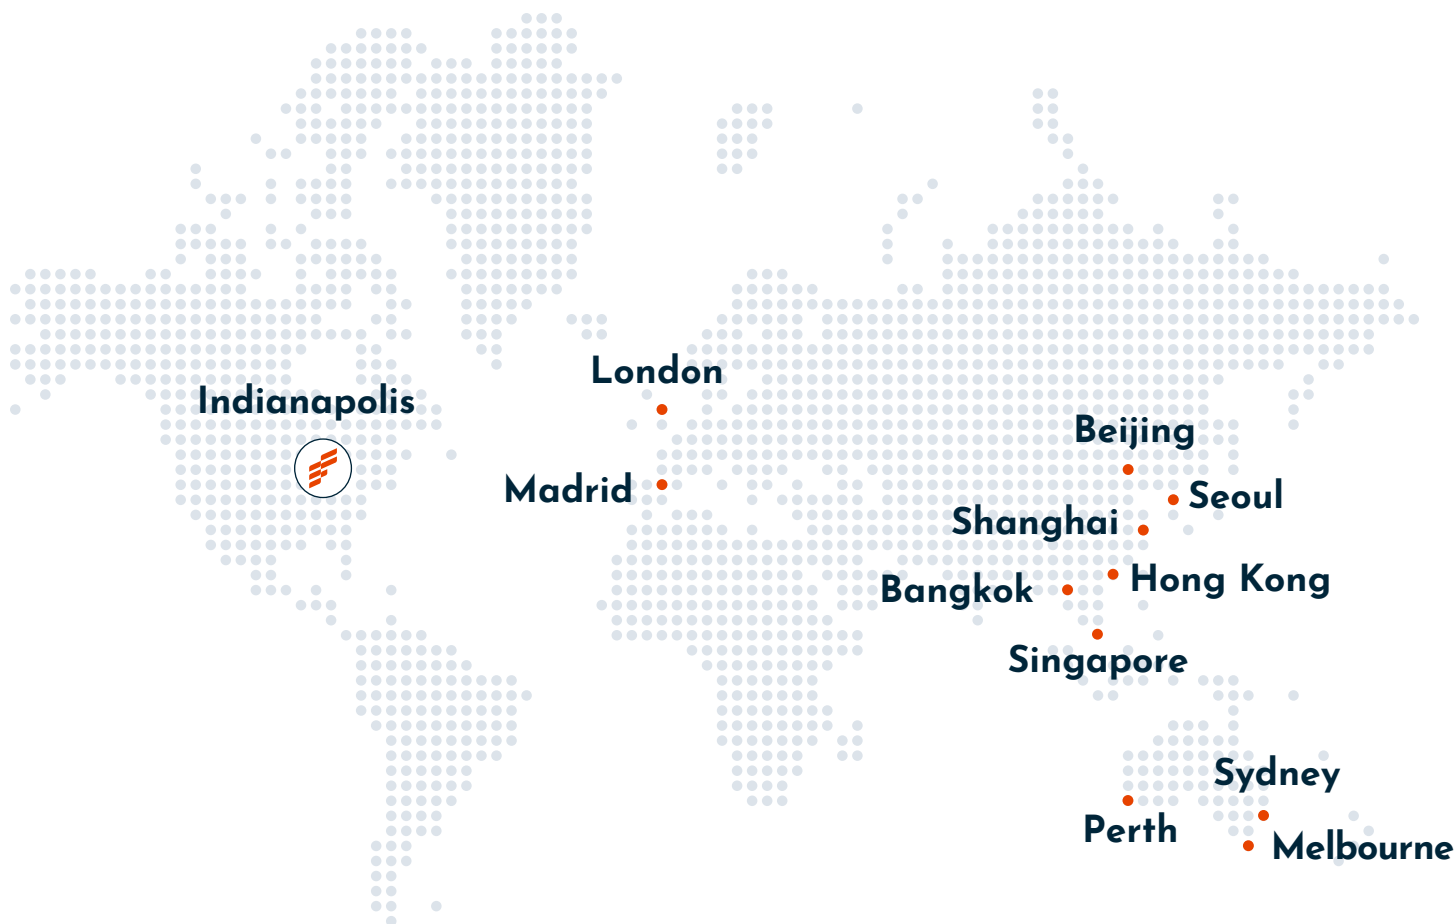 London
Indianapolis
Beijing
Madrid
Seoul
Shanghai
Hong Kong
Bangkok
Singapore
Sydney
Perth
Melbourne